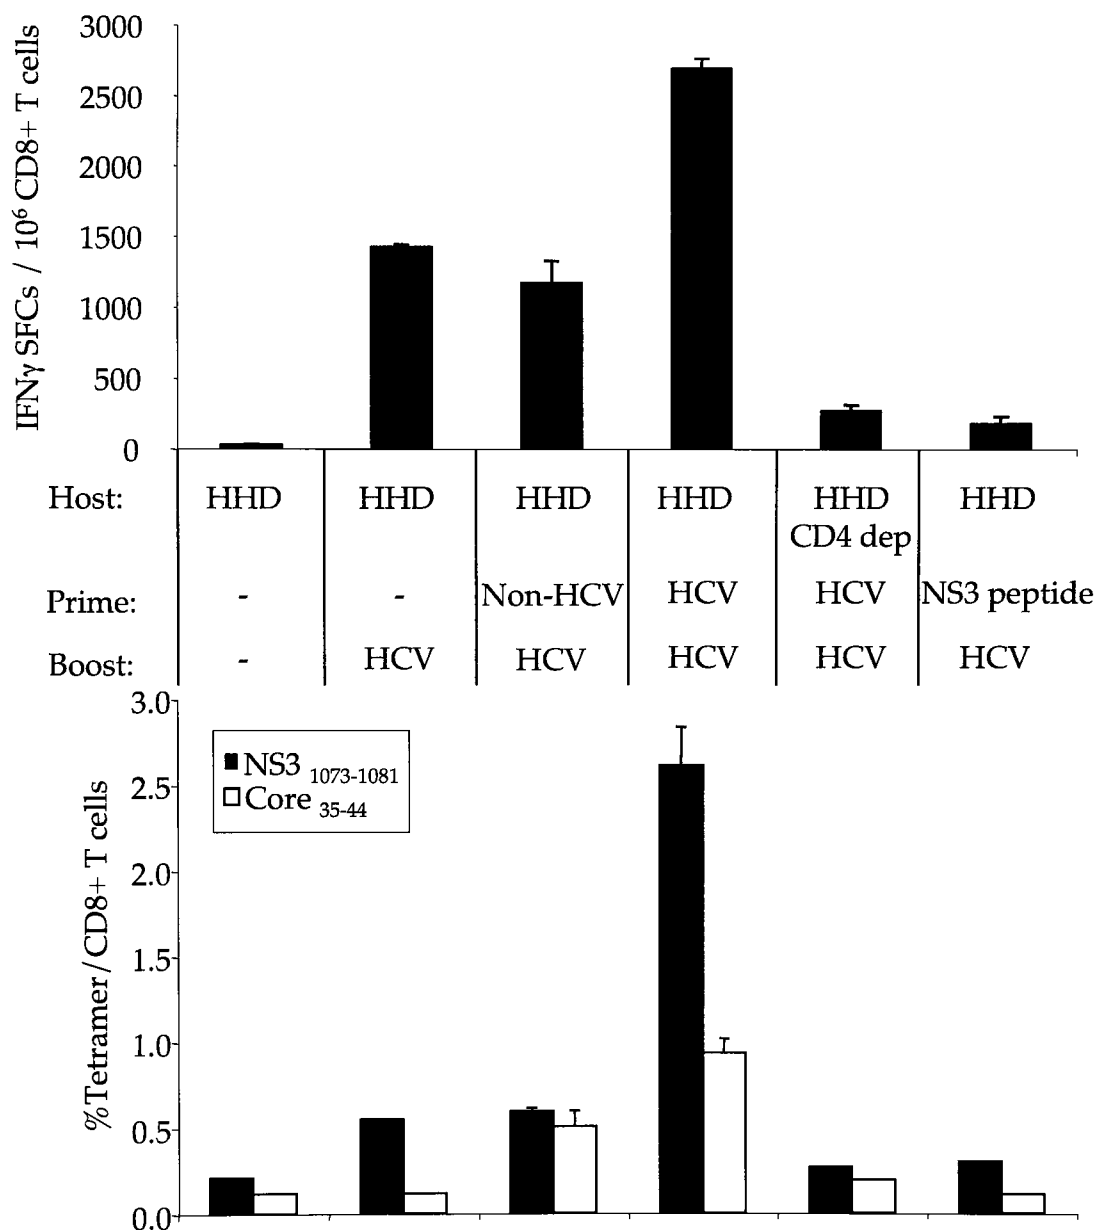 IFNγ SFCs / 10⁶ CD8+ T cells
3000
2500
2000
1500
1000
500
0
Host: HHD HHD HHD HHD HHD HHD
CD4 dep
Prime: - - Non-HCV HCV HCV NS3 peptide
Boost: - HCV HCV HCV HCV HCV
%Tetramer/CD8+ T cells
3.0
2.5
2.0
1.5
1.0
0.5
0.0
NS3 1073-1081
Core 35-44